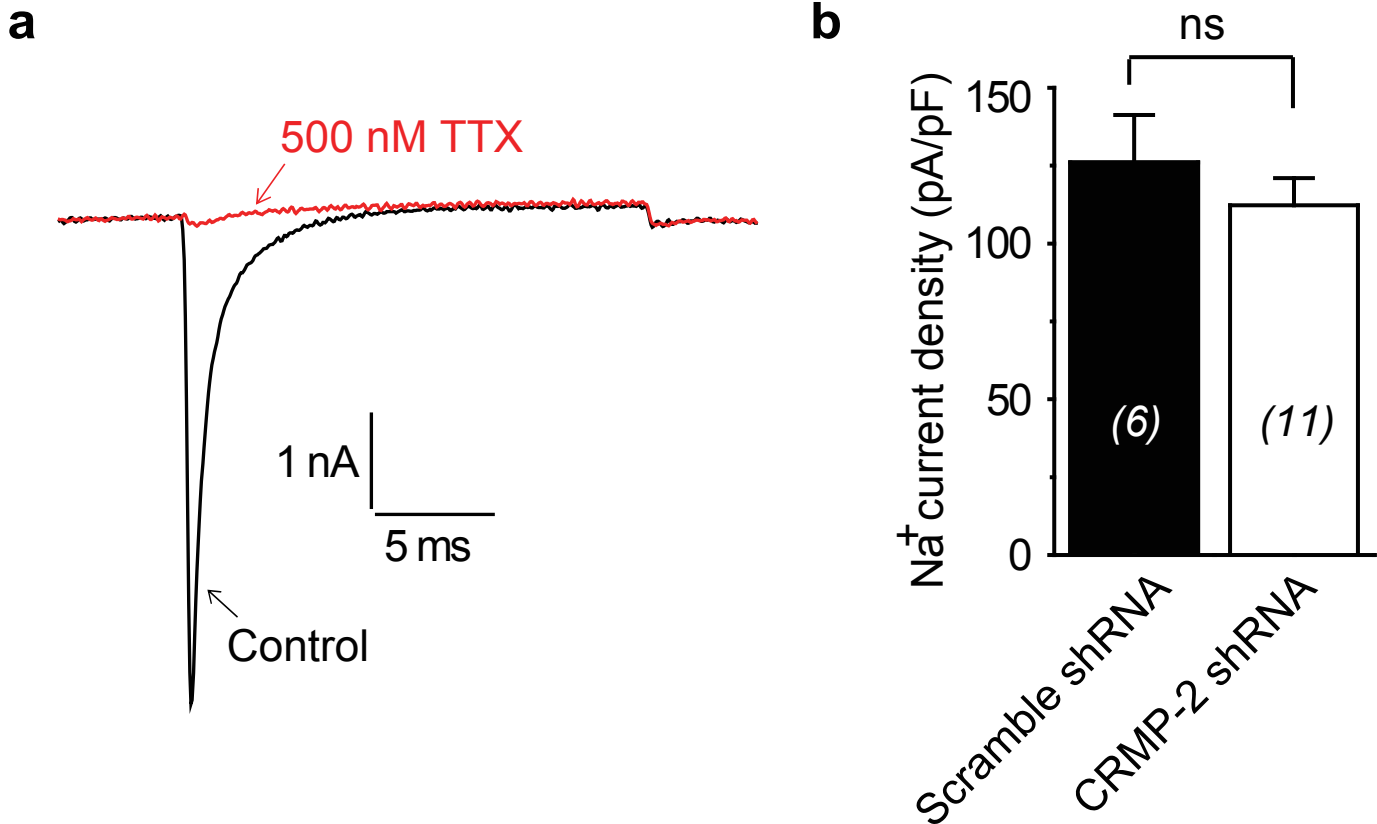 a
500 nM TTX
1 nA
5 ms
Control
b
ns
Na+ current density (pA/pF)
150
100
50
0
(6)
(11)
Scramble shRNA
CRMP-2 shRNA